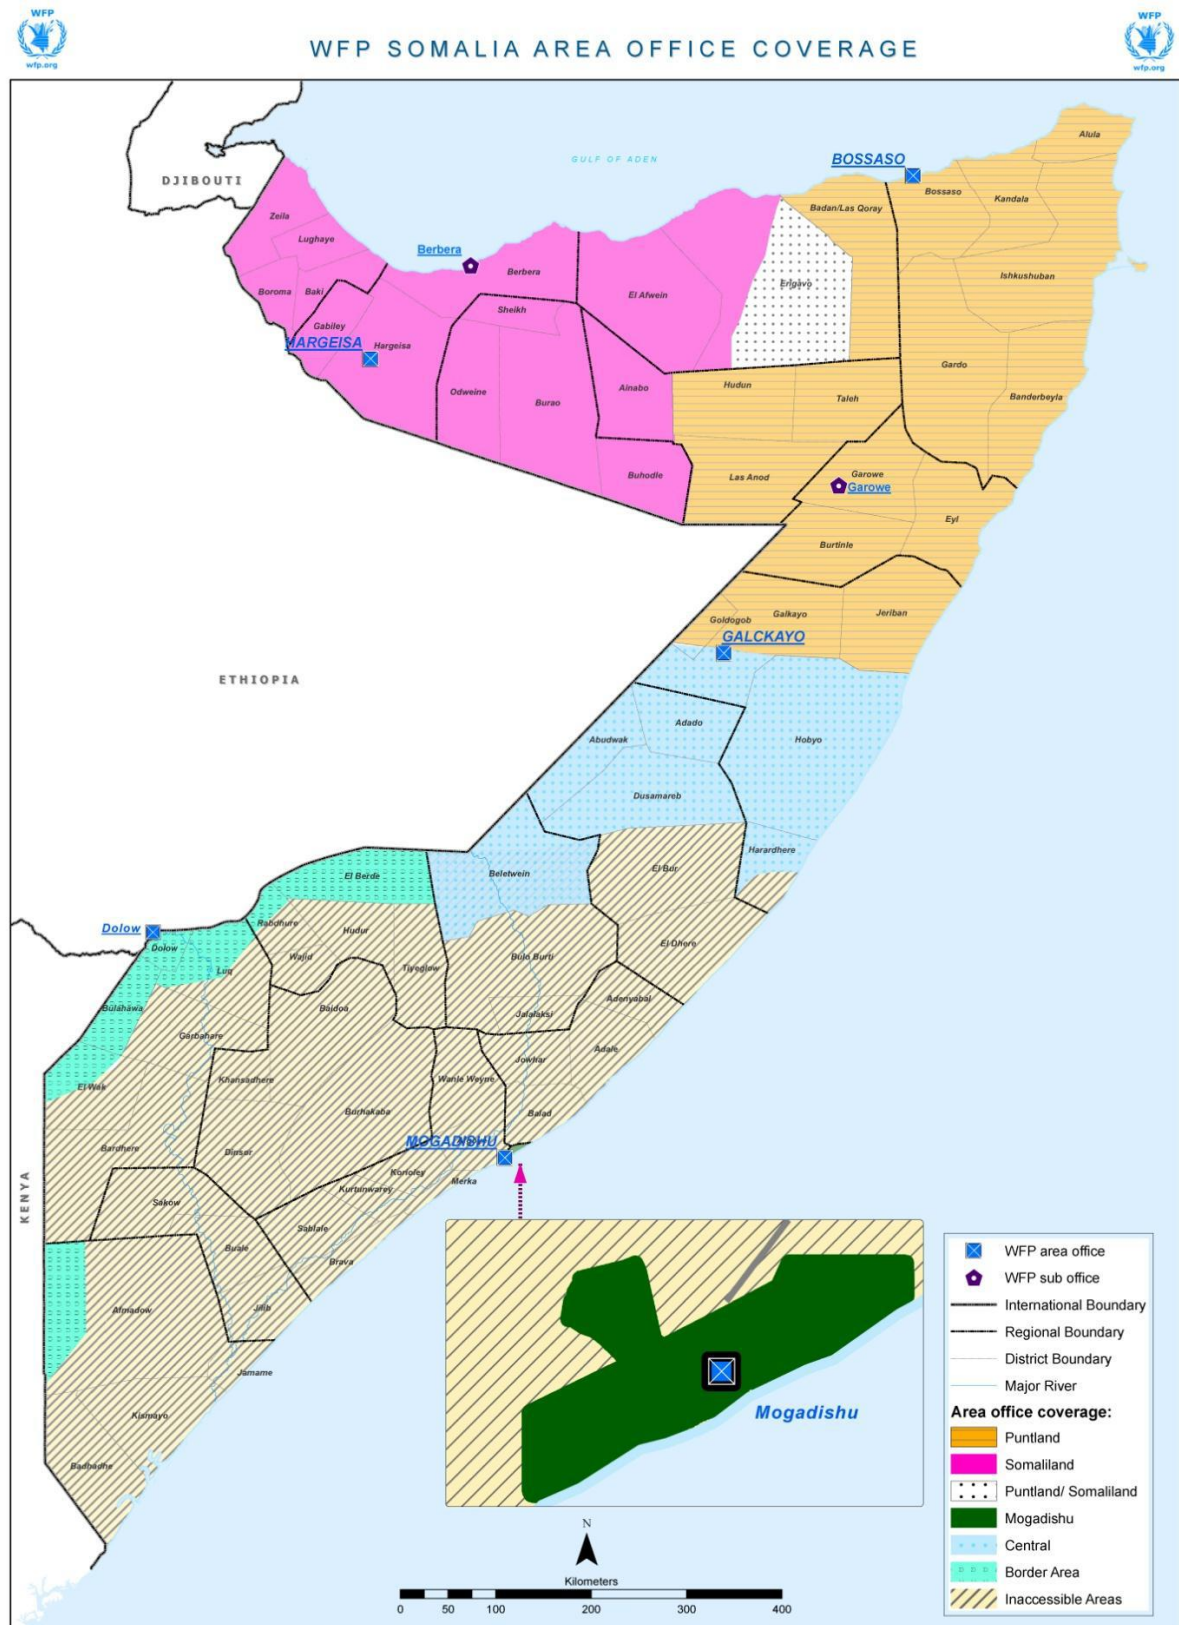 WFP
wfp.org
WFP SOMALIA AREA OFFICE COVERAGE
WFP
wfp.org
Alula
GULF OF ADEN
BOSSASO
DJIBOUTI
Bossaso
Kandala
Badan/Las Qoray
Zeila
Lughaye
Berbera
Berbera
Ishkushuban
Erigavo
Boroma
Baki
El Afwein
Sheikh
Gabiley
HARGEISA
Hargeisa
Gardo
Hudun
Ainabo
Odweine
Taleh
Banderbeyla
Burao
Buhodle
Las Anod
Garowe
Garowe
Eyl
Burtinle
Goldogob
Galkayo
Jeriban
GALCKAYO
ETHIOPIA
Adado
Abudwak
Hobyo
Dusamareb
Harardhere
El Bur
Beletwein
El Berde
Rabdhure
Hudur
Dolow
Dolow
El Dhere
Wajid
Bulo Burti
Luq
Tiyeglow
Adenyabal
Bulahawa
Baidoa
Jalalaksi
Garbahare
Adale
Jowhar
Khansadhere
Wanle Weyne
El Wak
Burhakaba
Balad
MOGADISHU
Bardhere
Dinsor
Korioley
Merka
Kurtunwarey
KENYA
Sakow
Sablale
Buale
Brava
Afmadow
Jilib
Jamame
Kismayo
Badhadhe
Mogadishu
WFP area office
WFP sub office
International Boundary
Regional Boundary
District Boundary
Major River
Area office coverage:
Puntland
Somaliland
Puntland/ Somaliland
Mogadishu
Central
Border Area
Inaccessible Areas
N
Kilometers
0 50 100 200 300 400